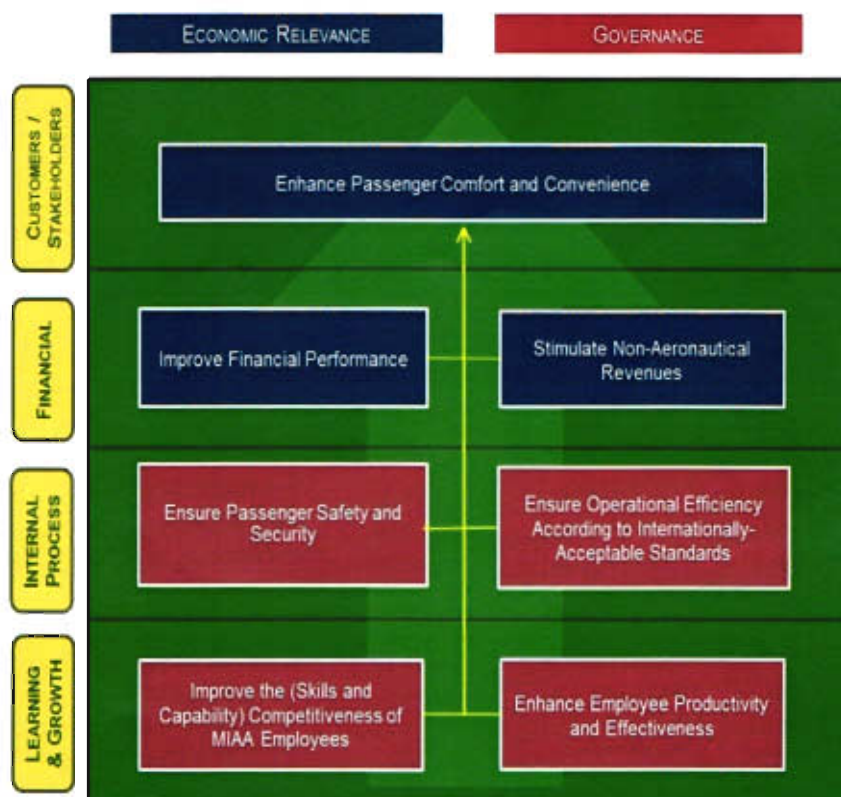 ECONOMIC RELEVANCE
GOVERNANCE
CUSTOMERS /
STAKEHOLDERS
Enhance Passenger Comfort and Convenience
FINANCIAL
Improve Financial Performance
Stimulate Non-Aeronautical
Revenues
INTERNAL
PROCESS
Ensure Passenger Safety and
Security
Ensure Operational Efficiency
According to Internationally-
Acceptable Standards
LEARNING
& GROWTH
Improve the (Skills and
Capability) Competitiveness of
MIAA Employees
Enhance Employee Productivity
and Effectiveness